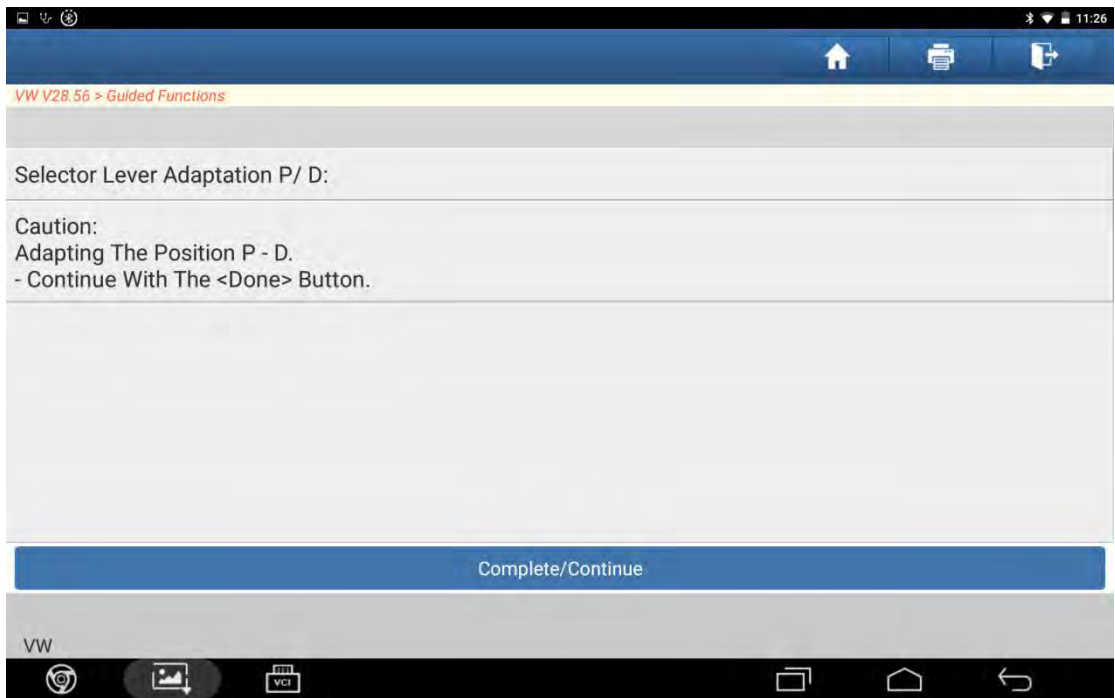 11:26
VW V28.56 > Guided Functions
Selector Lever Adaptation P/ D:
Caution:
Adapting The Position P - D.
- Continue With The <Done> Button.
Complete/Continue
VW
VCI